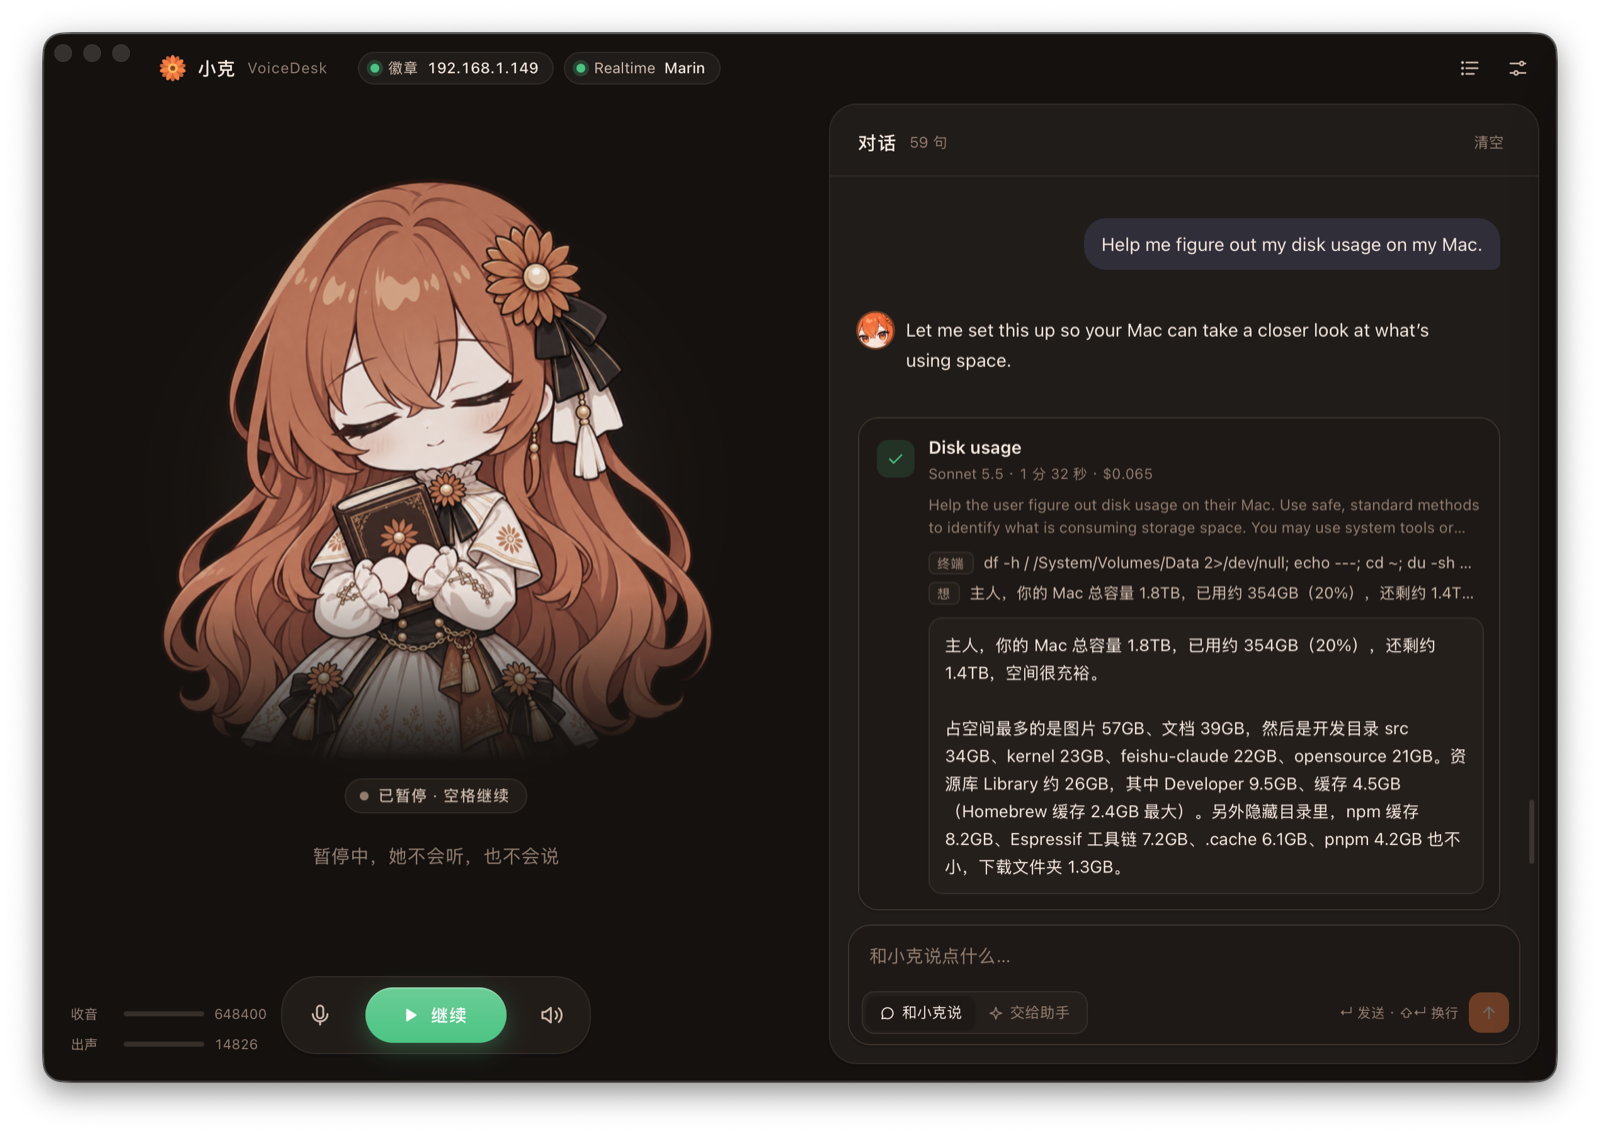 小克 VoiceDesk 徽章 192.168.1.149 Realtime Marin
对话 59 句 清空
Help me figure out my disk usage on my Mac.
Let me set this up so your Mac can take a closer look at what's
using space.
Disk usage
Sonnet 5.5 · 1 分 32 秒 · $0.065
Help the user figure out disk usage on their Mac. Use safe, standard methods
to identify what is consuming storage space. You may use system tools or...
终端 df -h / /System/Volumes/Data 2>/dev/null; echo ---; cd ~; du -sh ...
想 主人，你的 Mac 总容量 1.8TB，已用约 354GB（20%），还剩约 1.4T...
主人，你的 Mac 总容量 1.8TB，已用约 354GB（20%），还剩约
1.4TB，空间很充裕。
占空间最多的是图片 57GB、文档 39GB，然后是开发目录 src
34GB、kernel 23GB、feishu-claude 22GB、opensource 21GB。资
源库 Library 约 26GB，其中 Developer 9.5GB、缓存 4.5GB
（Homebrew 缓存 2.4GB 最大）。另外隐藏目录里，npm 缓存
8.2GB、Espressif 工具链 7.2GB、.cache 6.1GB、pnpm 4.2GB 也不
小，下载文件夹 1.3GB。
已暂停 · 空格继续
暂停中，她不会听，也不会说
收音 648400
出声 14826
继续
和小克说点什么...
和小克说 交给助手 ↵ 发送 · ⇧↵ 换行